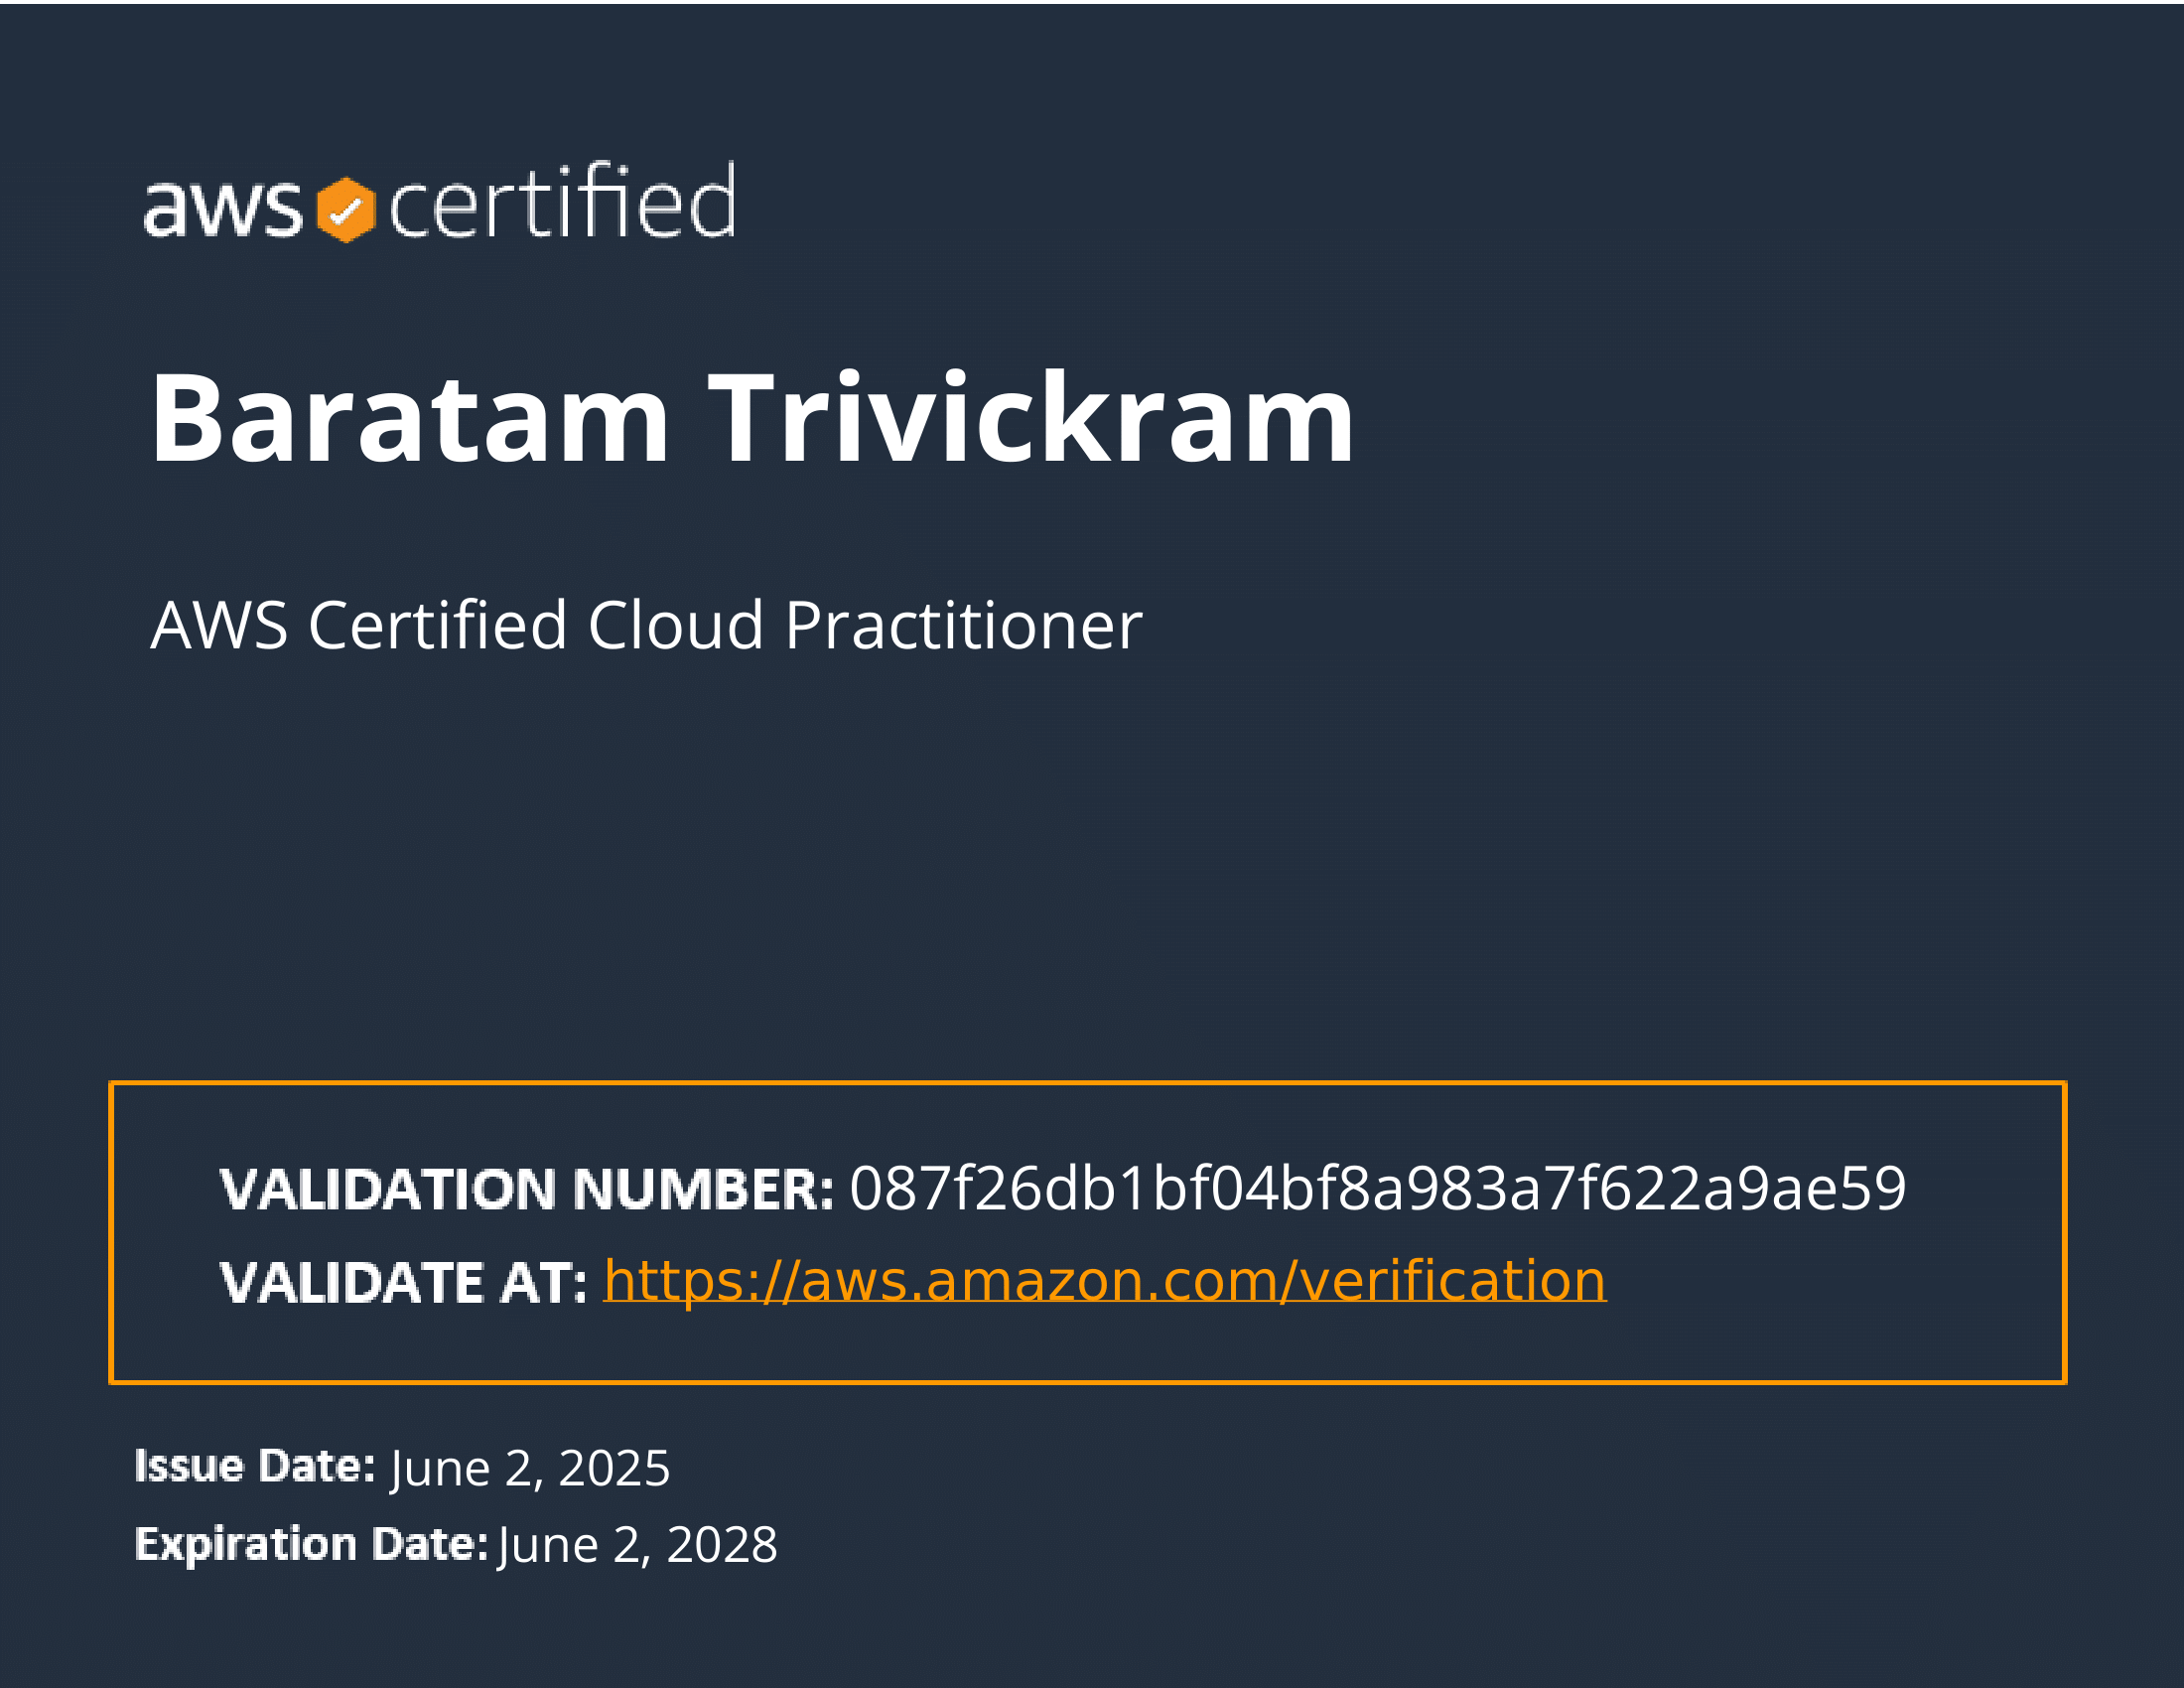 aws certified
Baratam Trivickram
AWS Certified Cloud Practitioner
VALIDATION NUMBER: 087f26db1bf04bf8a983a7f622a9ae59
VALIDATE AT: https://aws.amazon.com/verification
Issue Date: June 2, 2025
Expiration Date: June 2, 2028